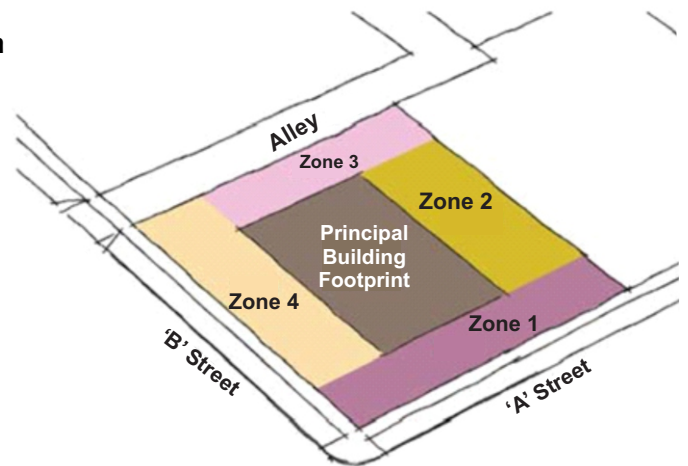 Alley
Zone 3
Zone 2
Principal
Building
Footprint
Zone 4
Zone 1
'B' Street
'A' Street